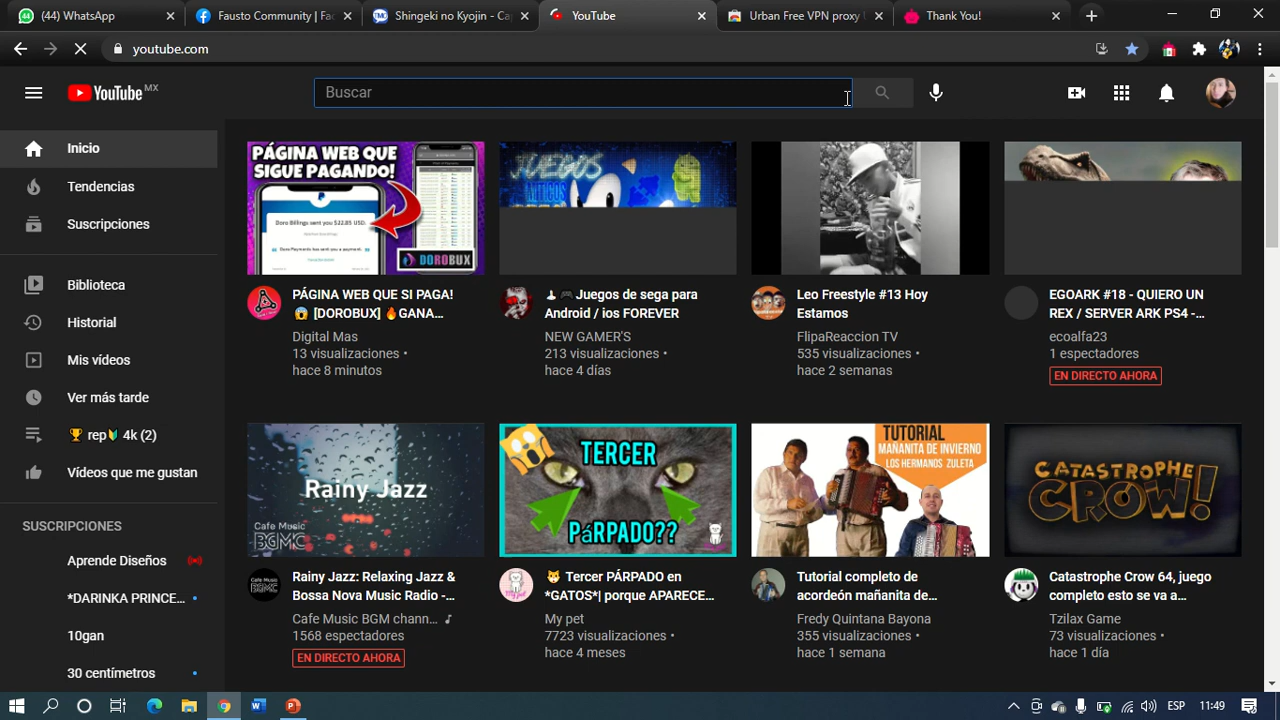 (44) WhatsApp
Fausto Community | Fac
Shingeki no Kyojin - Ca
YouTube
Urban Free VPN proxy U
Thank You!
youtube.com
YouTube MX
Buscar
Inicio
Tendencias
Suscripciones
Biblioteca
Historial
Mis vídeos
Ver más tarde
🏆 rep🔰 4k (2)
Vídeos que me gustan
SUSCRIPCIONES
Aprende Diseños
*DARINKA PRINCE...
10gan
30 centímetros
PÁGINA WEB QUE
SIGUE PAGANDO!
Doro Billings sent you $22.85 USD.
DOROBUX
PÁGINA WEB QUE SI PAGA!
😱 [DOROBUX] 🔥GANA...
Digital Mas
13 visualizaciones •
hace 8 minutos
JUEGOS
🕹🎮Juegos de sega para
Android / ios FOREVER
NEW GAMER'S
213 visualizaciones •
hace 4 días
Leo Freestyle #13 Hoy
Estamos
FlipaReaccion TV
535 visualizaciones •
hace 2 semanas
EGOARK #18 - QUIERO UN
REX / SERVER ARK PS4 -...
ecoalfa23
1 espectadores
EN DIRECTO AHORA
Rainy Jazz
Cafe Music
BGMC
Rainy Jazz: Relaxing Jazz &
Bossa Nova Music Radio -...
Cafe Music BGM chann...
1568 espectadores
EN DIRECTO AHORA
TERCER
PáRPADO??
🐱 Tercer PÁRPADO en
*GATOS*| porque APARECE...
My pet
7723 visualizaciones •
hace 4 meses
TUTORIAL
MAÑANITA DE INVIERNO
LOS HERMANOS ZULETA
Tutorial completo de
acordeón mañanita de...
Fredy Quintana Bayona
355 visualizaciones •
hace 1 semana
CATASTROPHE
CROW!
Catastrophe Crow 64, juego
completo esto se va a...
Tzilax Game
73 visualizaciones •
hace 1 día
ESP
11:49